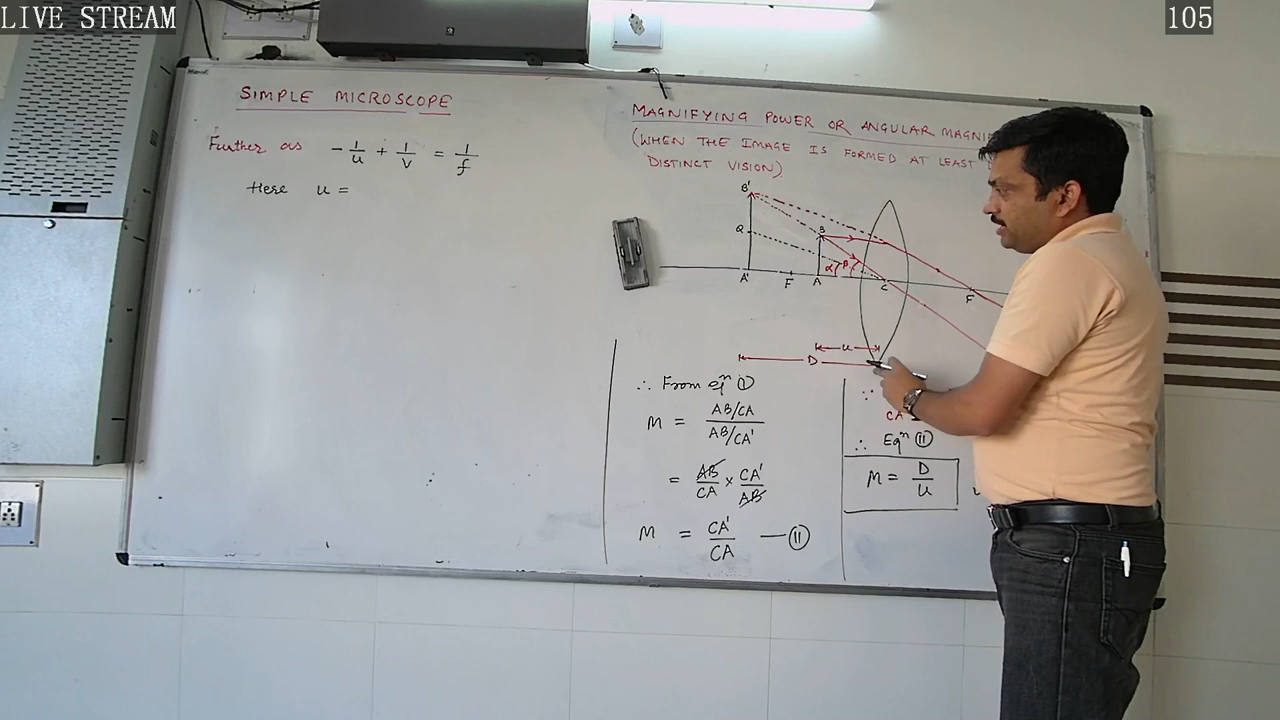 LIVE STREAM
105
SIMPLE MICROSCOPE
Further as -1/u + 1/v = 1/f
Here u =
MAGNIFYING POWER OR ANGULAR
(WHEN THE IMAGE IS FORMED AT LEAST
DISTINCT VISION)
B'
Q
B
α β
A' F A C F
u
D
∴ From eqⁿ (I)
M = AB/CA / AB/CA'
= AB/CA × CA'/AB
M = CA'/CA — (II)
∵
CA
∴ Eqⁿ (II)
M = D/u